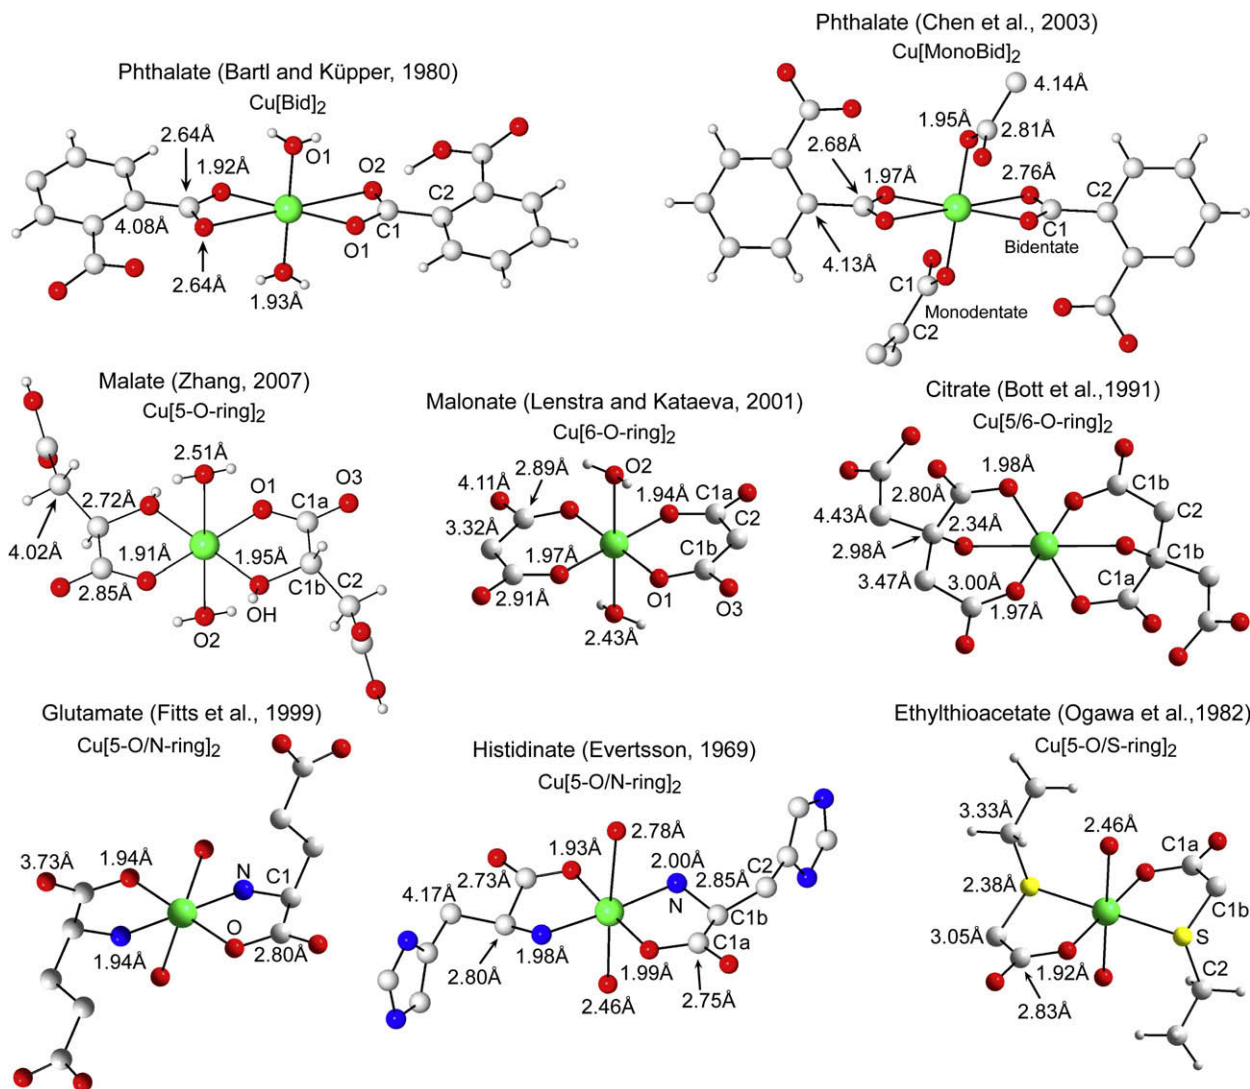 Phthalate (Bartl and Küpper, 1980)
Cu[Bid]2
2.64Å
1.92Å
O1
O2
C2
4.08Å
C1
O1
2.64Å
1.93Å
Phthalate (Chen et al., 2003)
Cu[MonoBid]2
4.14Å
1.95Å
2.81Å
2.68Å
1.97Å
2.76Å
C2
C1
Bidentate
4.13Å
C1
Monodentate
C2
Malate (Zhang, 2007)
Cu[5-O-ring]2
2.51Å
O1
C1a
O3
2.72Å
4.02Å
1.91Å
1.95Å
C2
2.85Å
C1b
OH
O2
Malonate (Lenstra and Kataeva, 2001)
Cu[6-O-ring]2
O2
2.89Å
4.11Å
1.94Å
C1a
3.32Å
C2
C1b
1.97Å
2.91Å
O1
O3
2.43Å
Citrate (Bott et al.,1991)
Cu[5/6-O-ring]2
1.98Å
2.80Å
C1b
C2
4.43Å
2.34Å
2.98Å
C1b
3.47Å
3.00Å
C1a
1.97Å
Glutamate (Fitts et al., 1999)
Cu[5-O/N-ring]2
3.73Å
1.94Å
N
C1
O
1.94Å
2.80Å
Histidinate (Evertsson, 1969)
Cu[5-O/N-ring]2
2.78Å
1.93Å
2.00Å
C2
2.73Å
2.85Å
4.17Å
N
C1b
C1a
2.80Å
1.98Å
1.99Å
2.46Å
2.75Å
Ethylthioacetate (Ogawa et al.,1982)
Cu[5-O/S-ring]2
3.33Å
2.46Å
C1a
2.38Å
C1b
3.05Å
S
1.92Å
C2
2.83Å